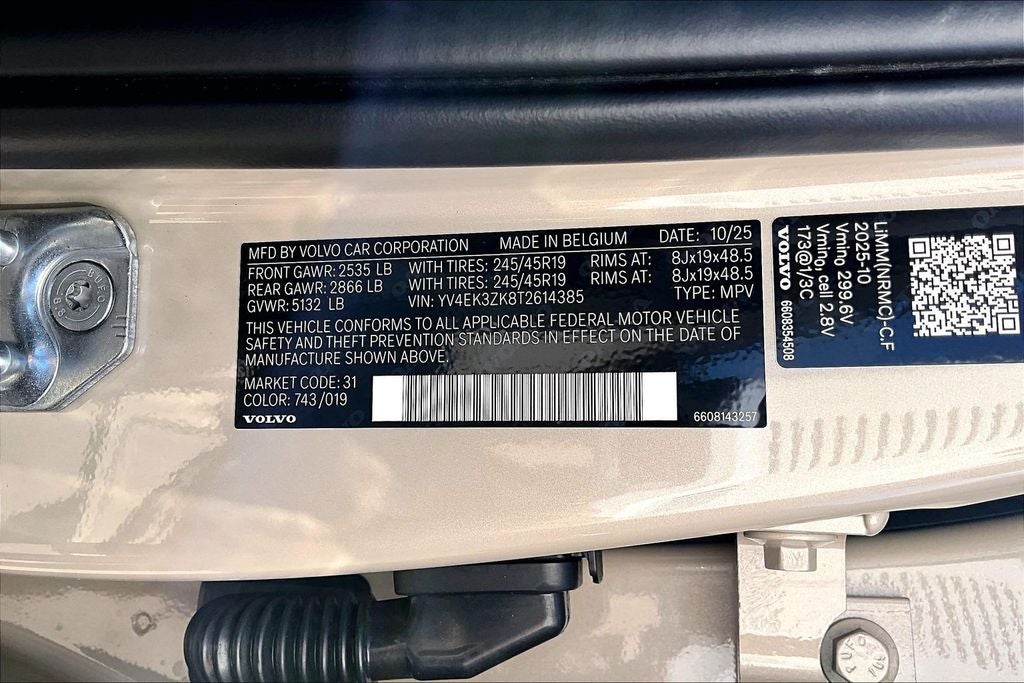 MFD BY VOLVO CAR CORPORATION MADE IN BELGIUM DATE: 10/25
FRONT GAWR: 2535 LB WITH TIRES: 245/45R19 RIMS AT: 8Jx19x48.5
REAR GAWR: 2866 LB WITH TIRES: 245/45R19 RIMS AT: 8Jx19x48.5
GVWR: 5132 LB VIN: YV4EK3ZK8T2614385 TYPE: MPV
THIS VEHICLE CONFORMS TO ALL APPLICABLE FEDERAL MOTOR VEHICLE
SAFETY AND THEFT PREVENTION STANDARDS IN EFFECT ON THE DATE OF
MANUFACTURE SHOWN ABOVE.
MARKET CODE: 31
COLOR: 743/019
VOLVO
6608143257
LiMN(NRMC)-C,F
2025-10
Vming 299.6V
Vming, cell 2.8V
173@1/3C
VOLVO 6608354508